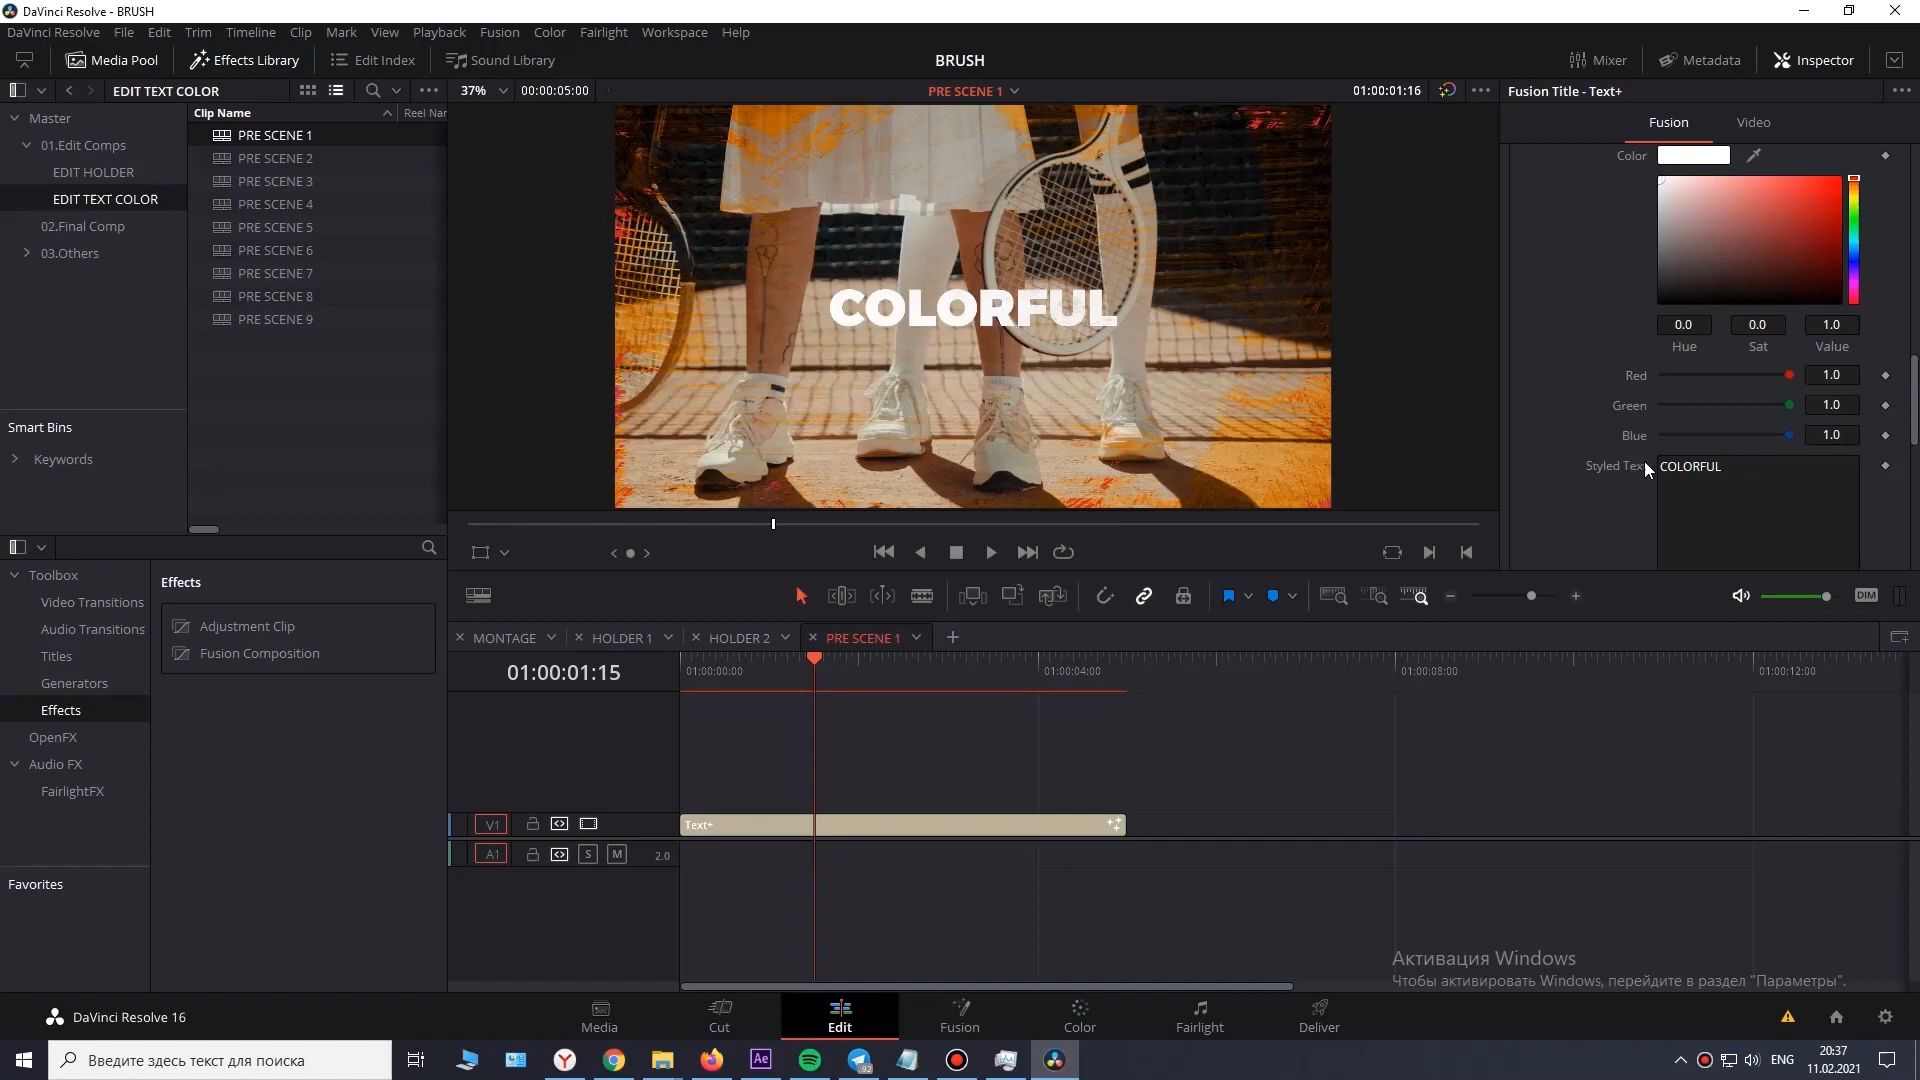 DaVinci Resolve - BRUSH
DaVinci Resolve File Edit Trim Timeline Clip Mark View Playback Fusion Color Fairlight Workspace Help
Media Pool Effects Library Edit Index Sound Library BRUSH Mixer Metadata Inspector
EDIT TEXT COLOR 37% 00:00:05:00 PRE SCENE 1 01:00:01:16 Fusion Title - Text+
Master
01.Edit Comps
EDIT HOLDER
EDIT TEXT COLOR
02.Final Comp
03.Others
Smart Bins
Keywords
Clip Name Reel Nar
PRE SCENE 1
PRE SCENE 2
PRE SCENE 3
PRE SCENE 4
PRE SCENE 5
PRE SCENE 6
PRE SCENE 7
PRE SCENE 8
PRE SCENE 9
COLORFUL
Fusion Video
Color
0.0 0.0 1.0
Hue Sat Value
Red 1.0
Green 1.0
Blue 1.0
Styled Tex COLORFUL
Toolbox
Video Transitions
Audio Transitions
Titles
Generators
Effects
OpenFX
Audio FX
FairlightFX
Favorites
Effects
Adjustment Clip
Fusion Composition
DIM
MONTAGE HOLDER 1 HOLDER 2 PRE SCENE 1
01:00:01:15 01:00:00:00 01:00:04:00 01:00:08:00 01:00:12:00
V1 Text+
A1 S M 2.0
Активация Windows
Чтобы активировать Windows, перейдите в раздел "Параметры".
DaVinci Resolve 16 Media Cut Edit Fusion Color Fairlight Deliver
Введите здесь текст для поиска Ae 92 ENG 20:37
11.02.2021